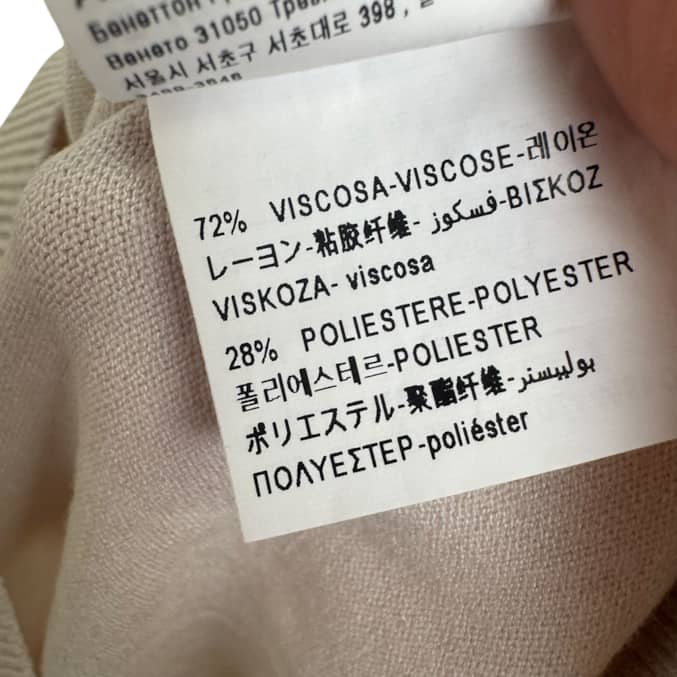 Бенеттон
Венето 31050
서울시 서초구 서초대로 398,
72% VISCOSA-VISCOSE-레이온
レーヨン-粘胶纤维- فسكوز-ΒΙΣΚΟΖ
VISKOZA- viscosa
28% POLIESTERE-POLYESTER
폴리에스테르-POLIESTER
ポリエステル-聚酯纤维-بوليستر
ΠΟΛΥΕΣΤΕΡ-poliéster